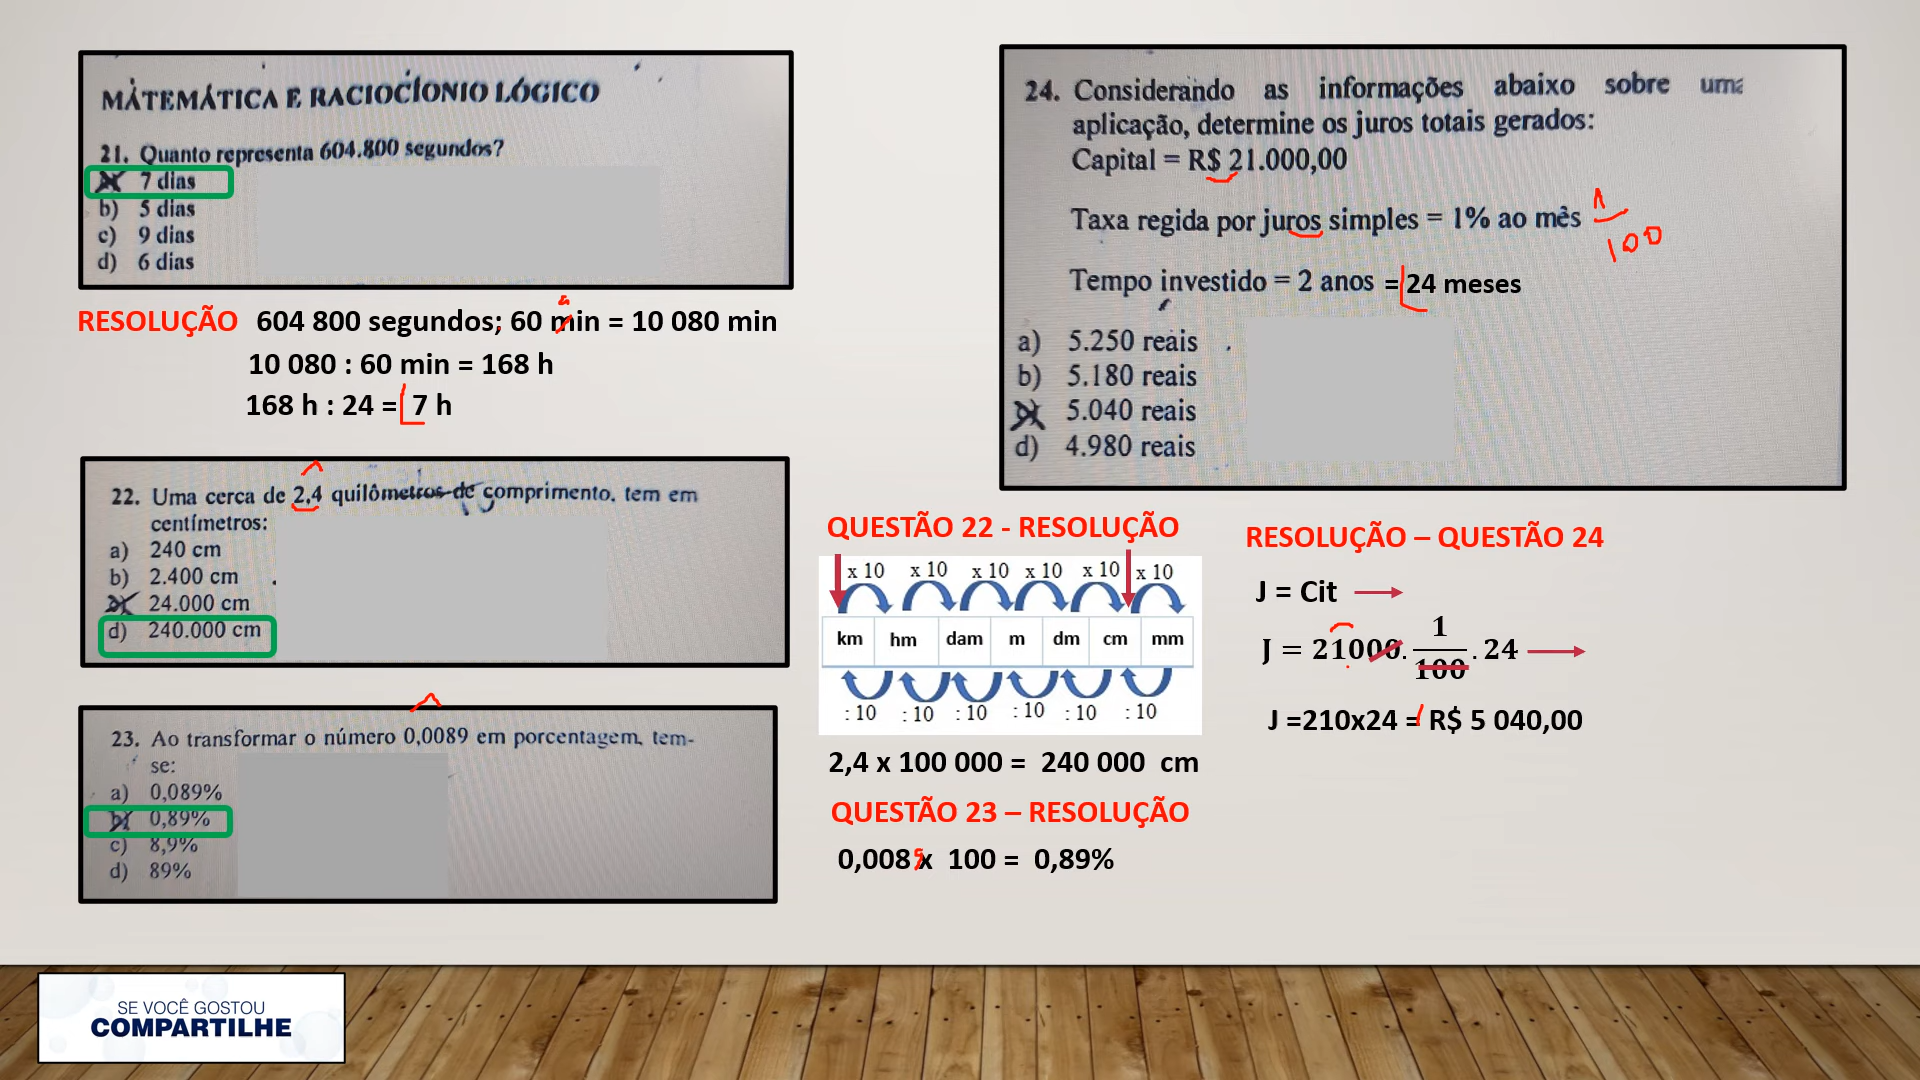 MATEMÁTICA E RACIOCÍONIO LÓGICO
21. Quanto representa 604.800 segundos?
a) 7 dias
b) 5 dias
c) 9 dias
d) 6 dias
RESOLUÇÃO 604 800 segundos; 60 min = 10 080 min
10 080 : 60 min = 168 h
168 h : 24 = 7 h
22. Uma cerca de 2,4 quilômetros de comprimento, tem em
centímetros:
a) 240 cm
b) 2.400 cm
c) 24.000 cm
d) 240.000 cm
23. Ao transformar o número 0,0089 em porcentagem, tem-
se:
a) 0,089%
b) 0,89%
c) 8,9%
d) 89%
24. Considerando as informações abaixo sobre uma
aplicação, determine os juros totais gerados:
Capital = R$ 21.000,00
Taxa regida por juros simples = 1% ao mês 1/100
Tempo investido = 2 anos = 24 meses
a) 5.250 reais
b) 5.180 reais
c) 5.040 reais
d) 4.980 reais
QUESTÃO 22 - RESOLUÇÃO
x 10 x 10 x 10 x 10 x 10 x 10
km hm dam m dm cm mm
: 10 : 10 : 10 : 10 : 10 : 10
2,4 x 100 000 = 240 000 cm
QUESTÃO 23 – RESOLUÇÃO
0,008 9 x 100 = 0,89%
RESOLUÇÃO – QUESTÃO 24
J = Cit
J = 21000. 1/100 . 24
J =210x24 = R$ 5 040,00
SE VOCÊ GOSTOU
COMPARTILHE